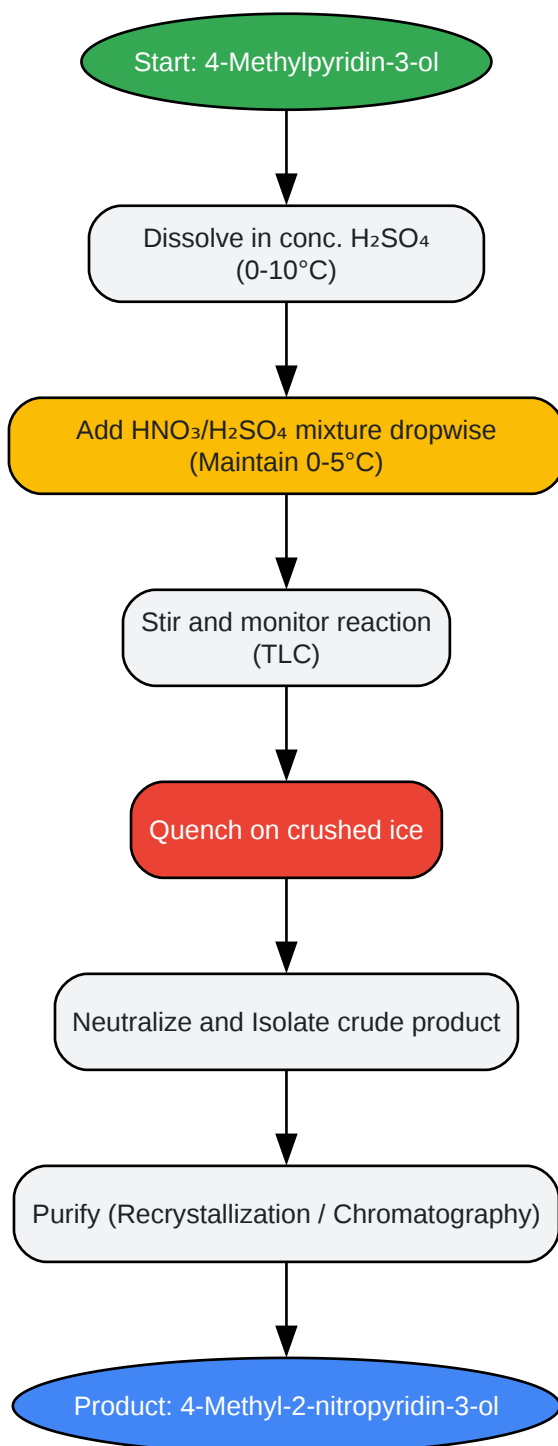 Start: 4-Methylpyridin-3-ol
Dissolve in conc. H₂SO₄
(0-10°C)
Add HNO₃/H₂SO₄ mixture dropwise
(Maintain 0-5°C)
Stir and monitor reaction
(TLC)
Quench on crushed ice
Neutralize and Isolate crude product
Purify (Recrystallization / Chromatography)
Product: 4-Methyl-2-nitropyridin-3-ol